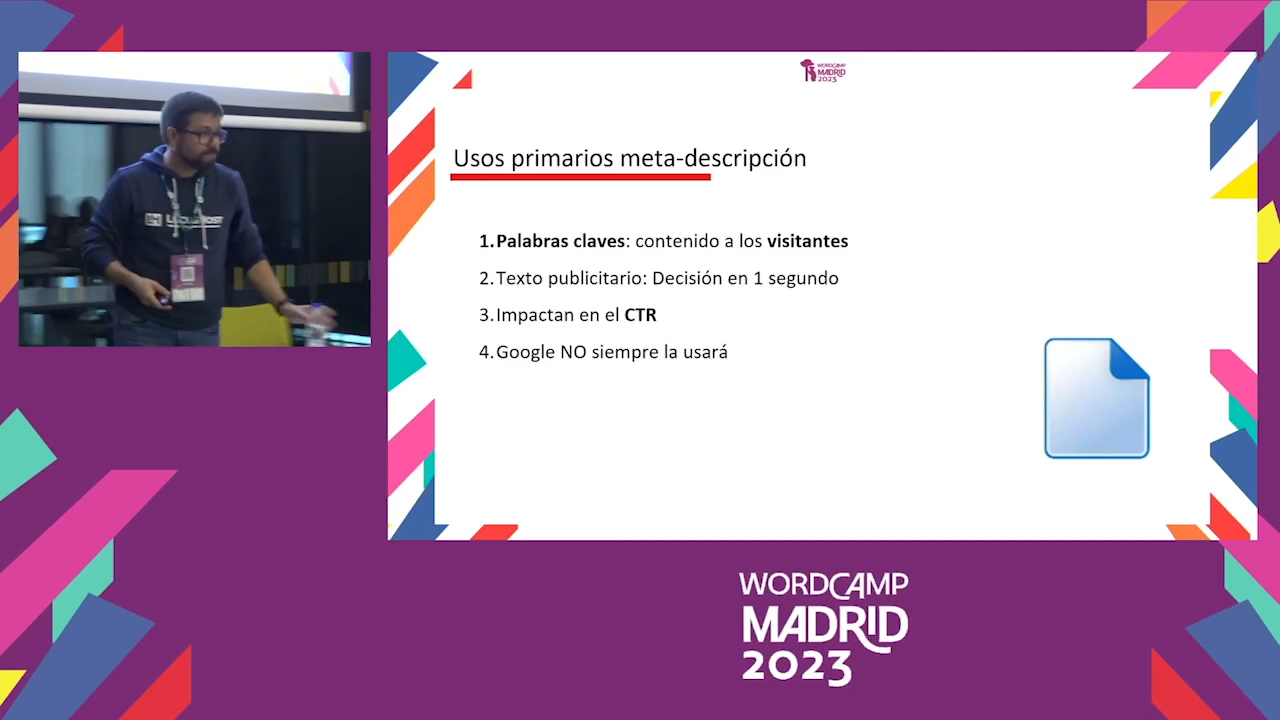 WORDCAMP
MADRID
2023
Usos primarios meta-descripción
1. Palabras claves: contenido a los visitantes
2. Texto publicitario: Decisión en 1 segundo
3. Impactan en el CTR
4. Google NO siempre la usará
WORDCAMP
MADRID
2023